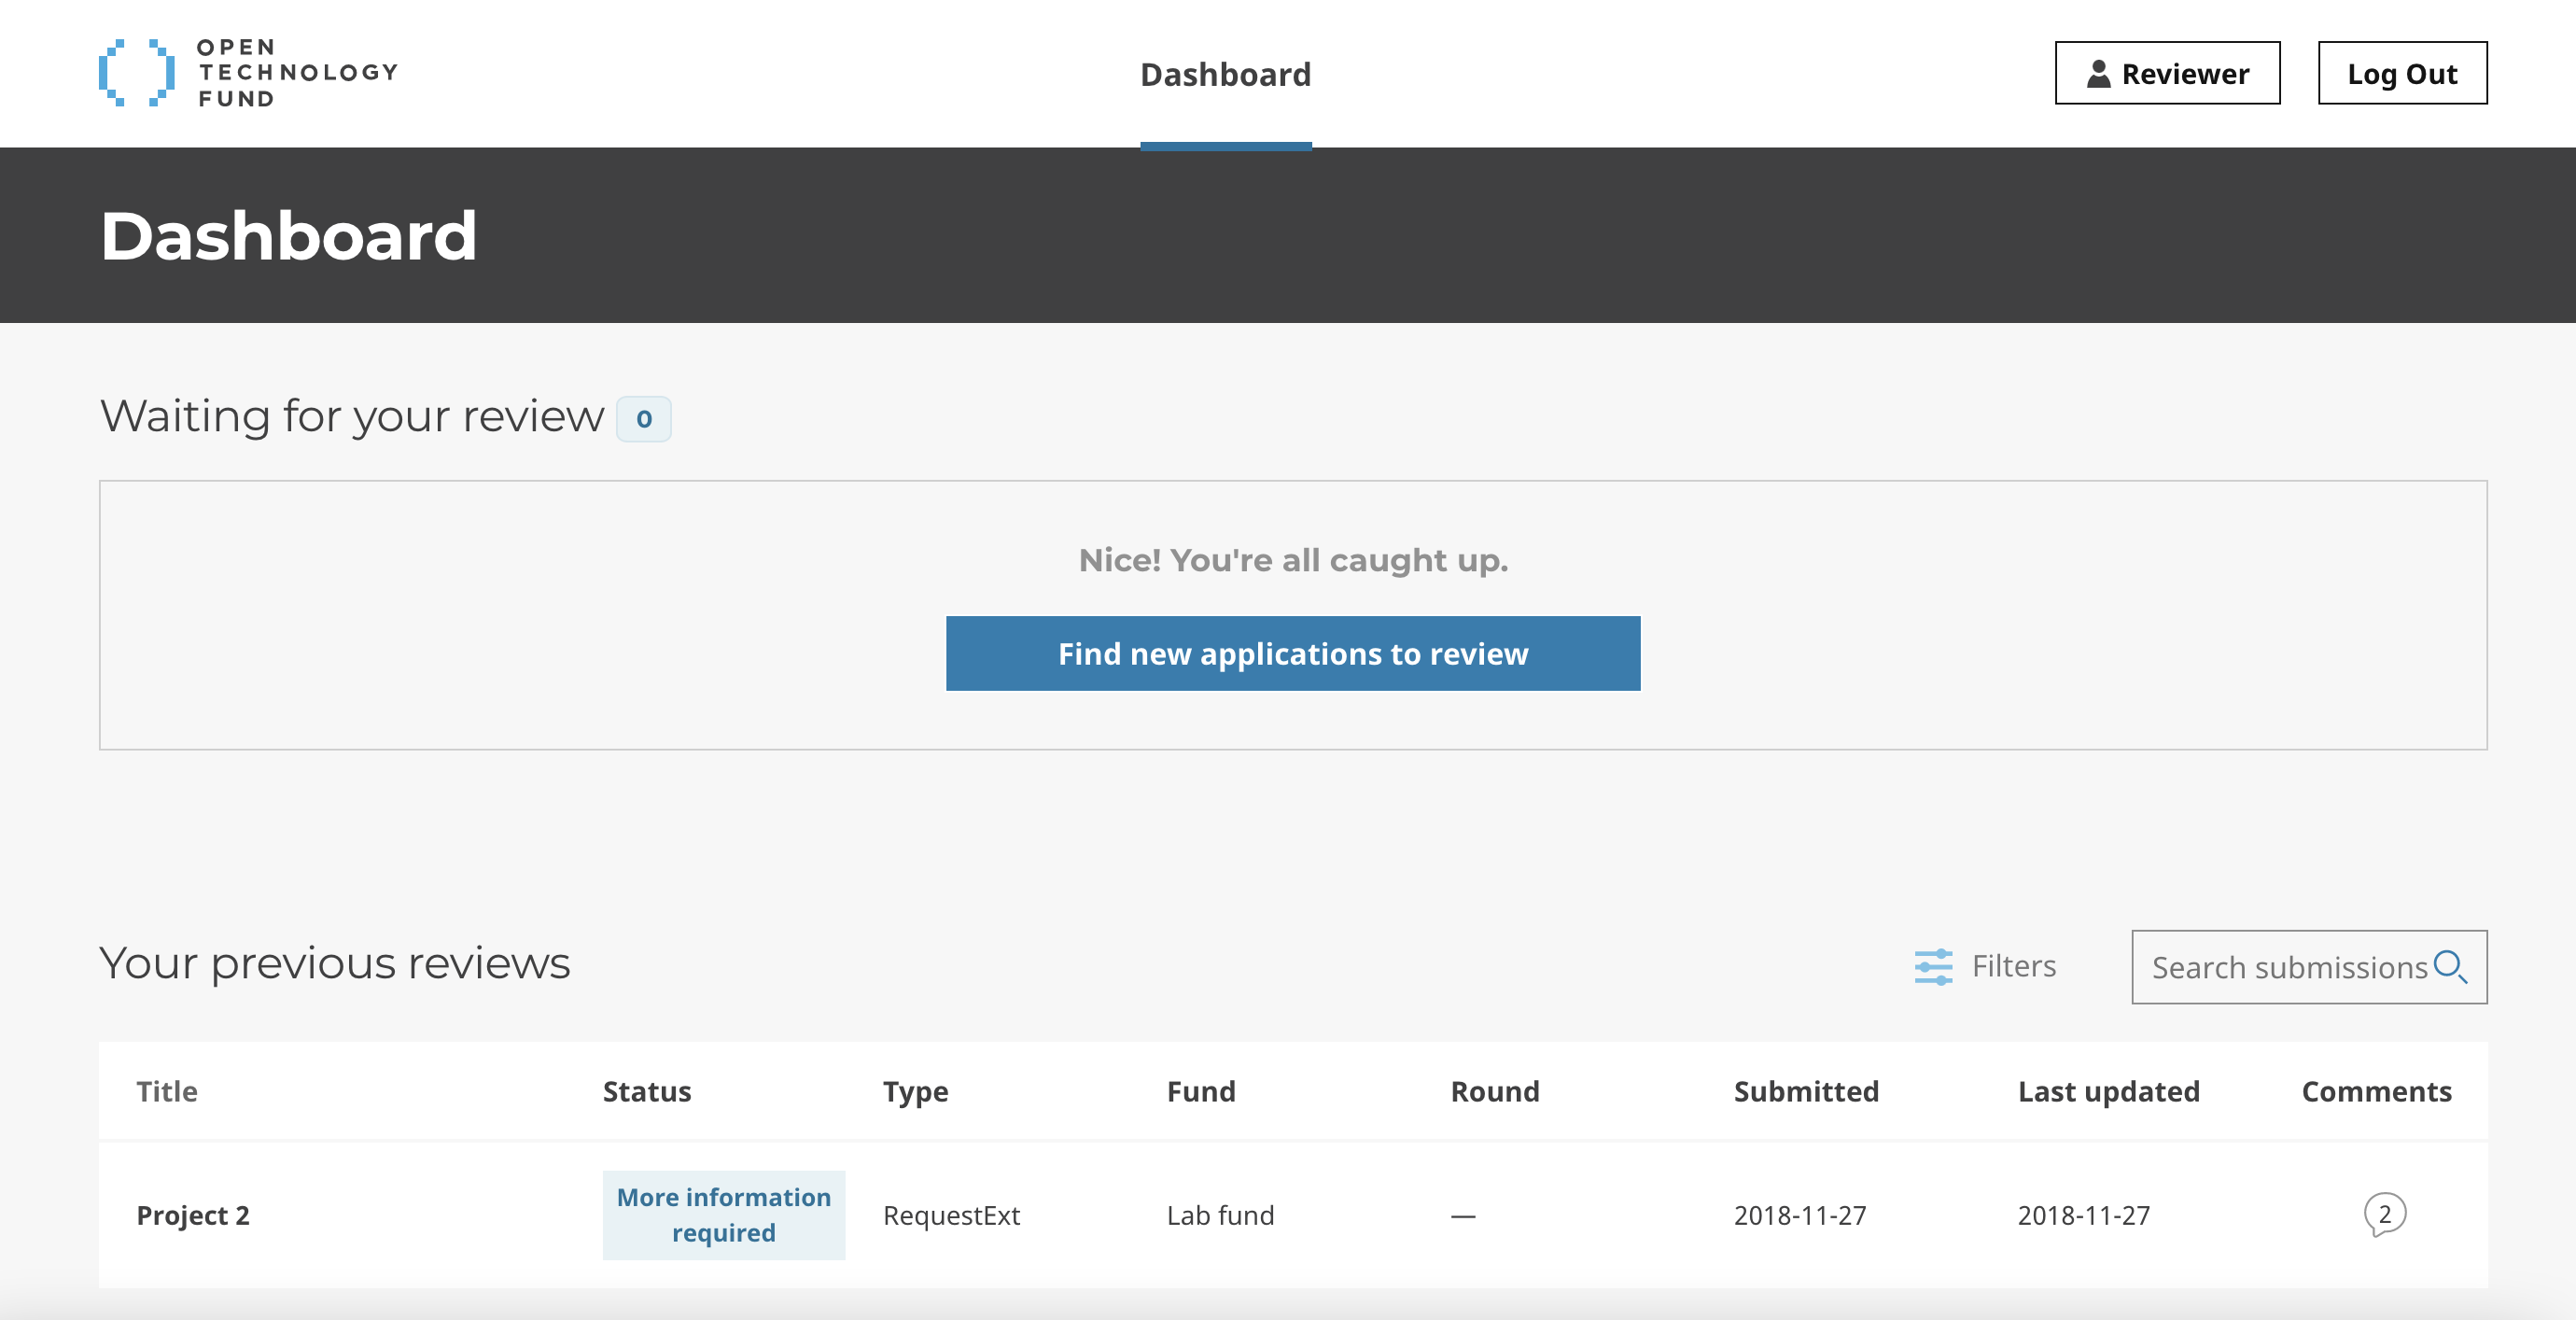 OPEN
TECHNOLOGY
FUND
Dashboard
Reviewer
Log Out
Dashboard
Waiting for your review 0
Nice! You're all caught up.
Find new applications to review
Your previous reviews
Filters
Search submissions
Title Status Type Fund Round Submitted Last updated Comments
Project 2 More information required RequestExt Lab fund — 2018-11-27 2018-11-27 2